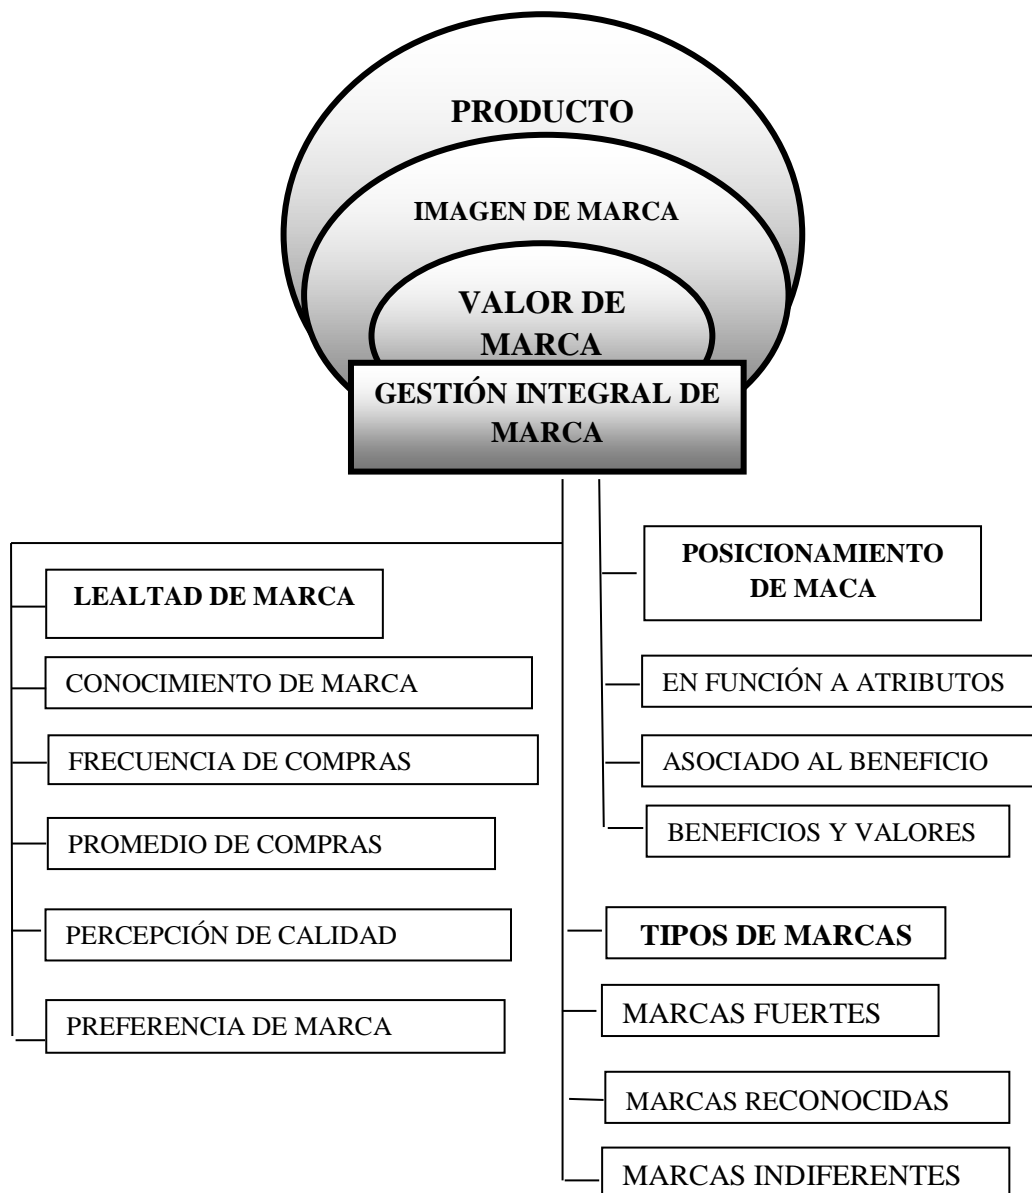 PRODUCTO
IMAGEN DE MARCA
VALOR DE
MARCA
GESTIÓN INTEGRAL DE
MARCA
LEALTAD DE MARCA
CONOCIMIENTO DE MARCA
FRECUENCIA DE COMPRAS
PROMEDIO DE COMPRAS
PERCEPCIÓN DE CALIDAD
PREFERENCIA DE MARCA
POSICIONAMIENTO
DE MACA
EN FUNCIÓN A ATRIBUTOS
ASOCIADO AL BENEFICIO
BENEFICIOS Y VALORES
TIPOS DE MARCAS
MARCAS FUERTES
MARCAS RECONOCIDAS
MARCAS INDIFERENTES